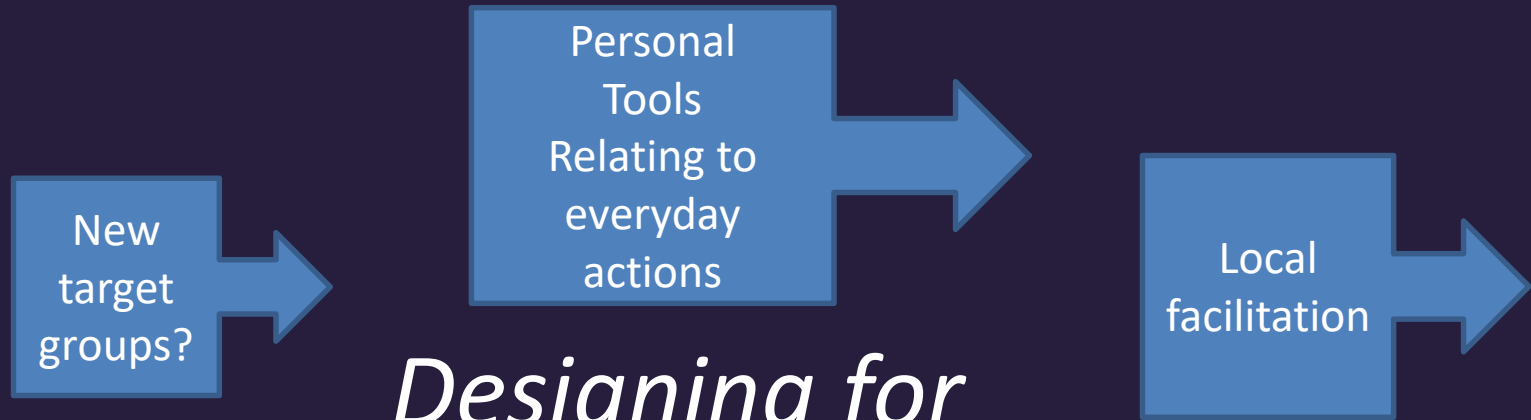 New
target
groups?
Personal
Tools
Relating to
everyday
actions
Local
facilitation
Designing for